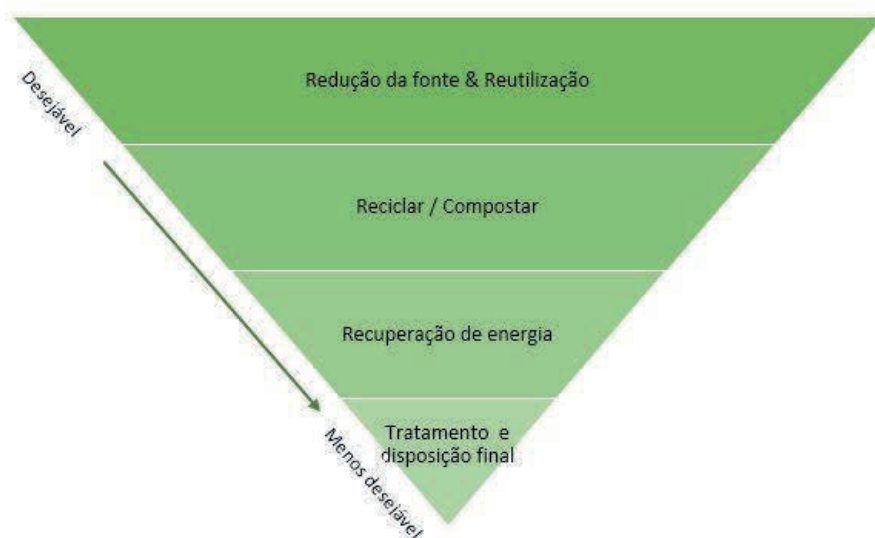 Redução da fonte & Reutilização
Desejável
Reciclar / Compostar
Recuperação de energia
Tratamento e
disposição final
Menos desejável